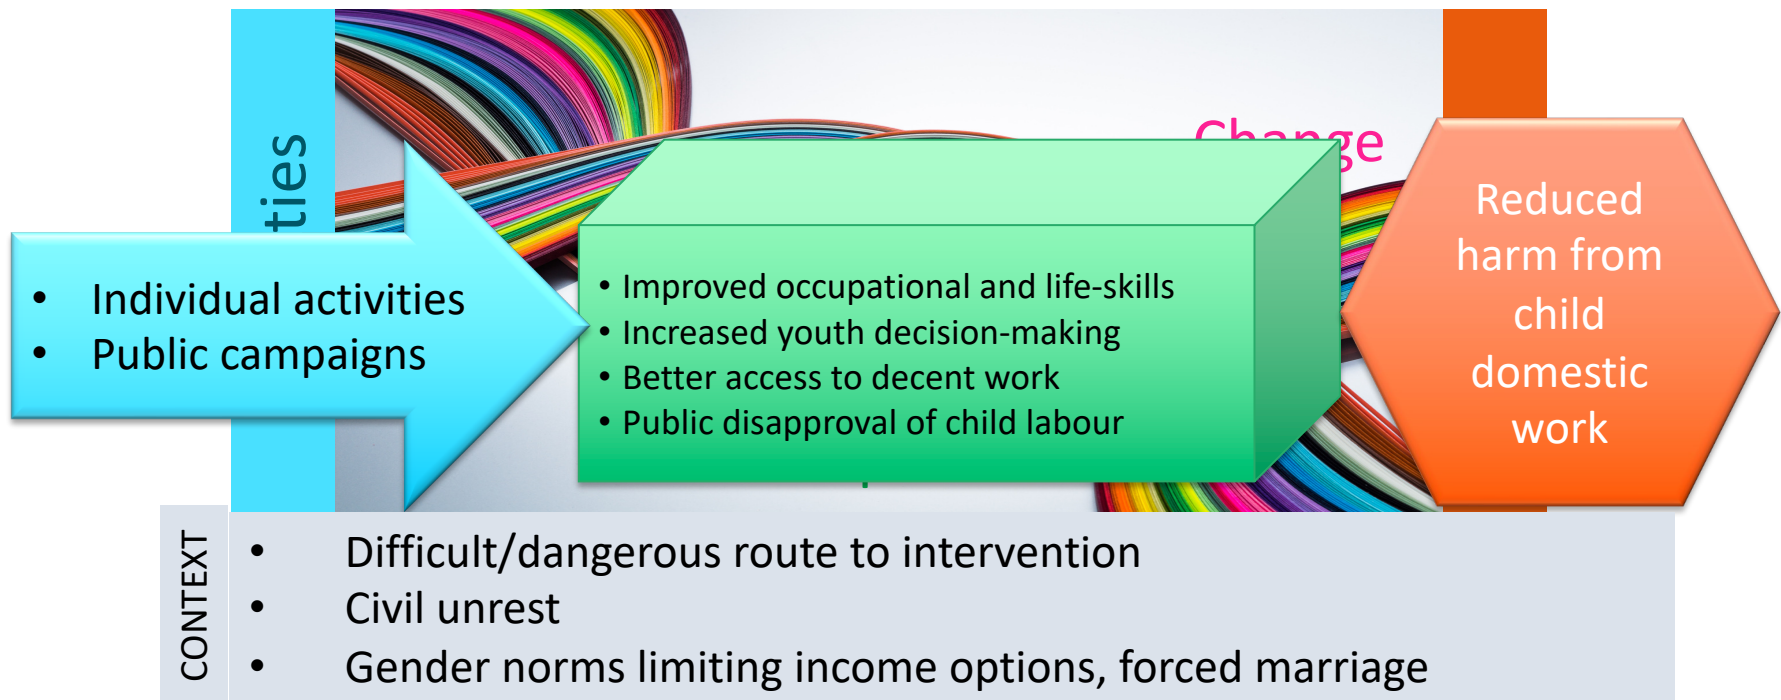 Change
ties
• Individual activities
• Public campaigns
• Improved occupational and life-skills
• Increased youth decision-making
• Better access to decent work
• Public disapproval of child labour
Reduced
harm from
child
domestic
work
CONTEXT
• Difficult/dangerous route to intervention
• Civil unrest
• Gender norms limiting income options, forced marriage